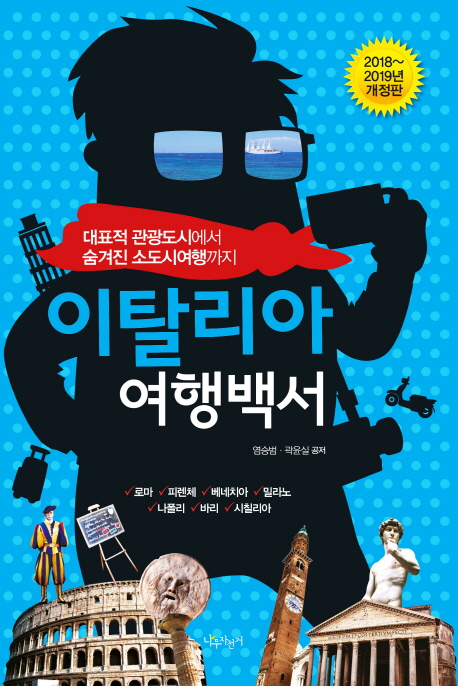 2018~
2019년
개정판
대표적 관광도시에서
숨겨진 소도시여행까지
이탈리아
여행백서
염승범 · 곽윤실 공저
✓로마 ✓피렌체 ✓베네치아 ✓밀라노
✓나폴리 ✓바리 ✓시칠리아
나무자전거